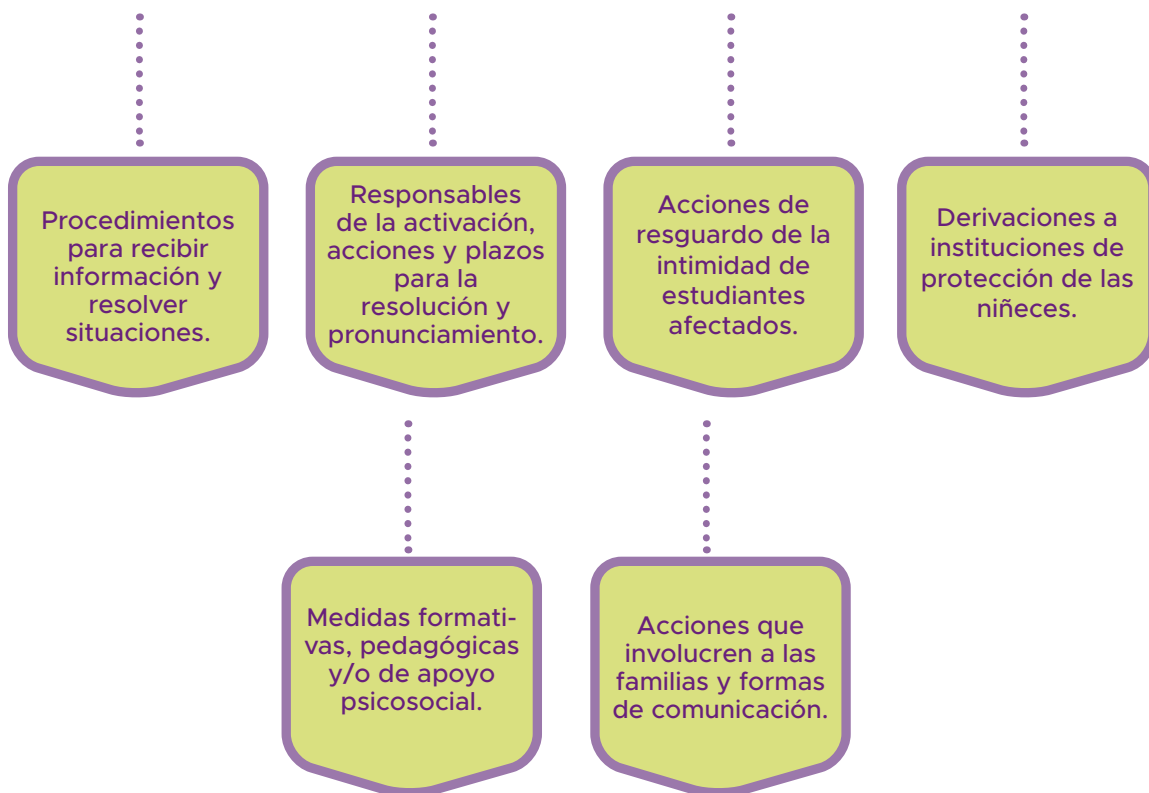 Procedimientos
para recibir
información y
resolver
situaciones.
Responsables
de la activación,
acciones y plazos
para la
resolución y
pronunciamiento.
Acciones de
resguardo de la
intimidad de
estudiantes
afectados.
Derivaciones a
instituciones de
protección de las
niñeces.
Medidas formati-
vas, pedagógicas
y/o de apoyo
psicosocial.
Acciones que
involucren a las
familias y formas
de comunicación.